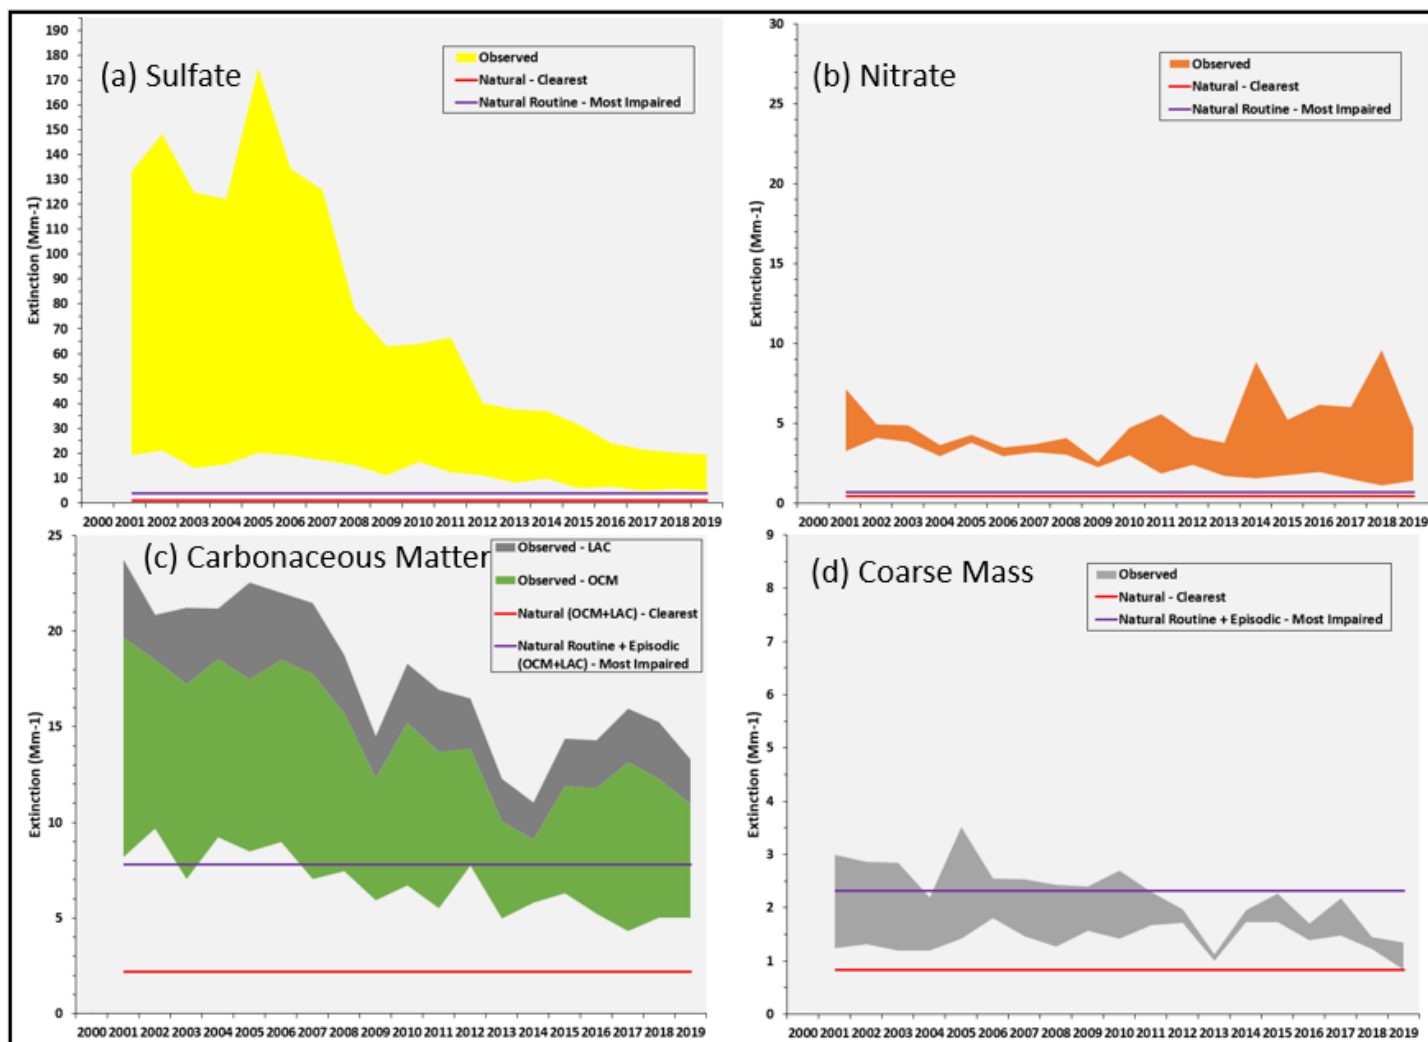 (a) Sulfate
Observed
Natural - Clearest
Natural Routine - Most Impaired
Extinction (Mm-1)
190
180
170
160
150
140
130
120
110
100
90
80
70
60
50
40
30
20
10
0
2000 2001 2002 2003 2004 2005 2006 2007 2008 2009 2010 2011 2012 2013 2014 2015 2016 2017 2018 2019
(b) Nitrate
Observed
Natural - Clearest
Natural Routine - Most Impaired
Extinction (Mm-1)
30
25
20
15
10
5
0
2000 2001 2002 2003 2004 2005 2006 2007 2008 2009 2010 2011 2012 2013 2014 2015 2016 2017 2018 2019
(c) Carbonaceous Matter
Observed - LAC
Observed - OCM
Natural (OCM+LAC) - Clearest
Natural Routine + Episodic
(OCM+LAC) - Most Impaired
Extinction (Mm-1)
25
20
15
10
5
0
2000 2001 2002 2003 2004 2005 2006 2007 2008 2009 2010 2011 2012 2013 2014 2015 2016 2017 2018 2019
(d) Coarse Mass
Observed
Natural - Clearest
Natural Routine + Episodic - Most Impaired
Extinction (Mm-1)
9
8
7
6
5
4
3
2
1
0
2000 2001 2002 2003 2004 2005 2006 2007 2008 2009 2010 2011 2012 2013 2014 2015 2016 2017 2018 2019